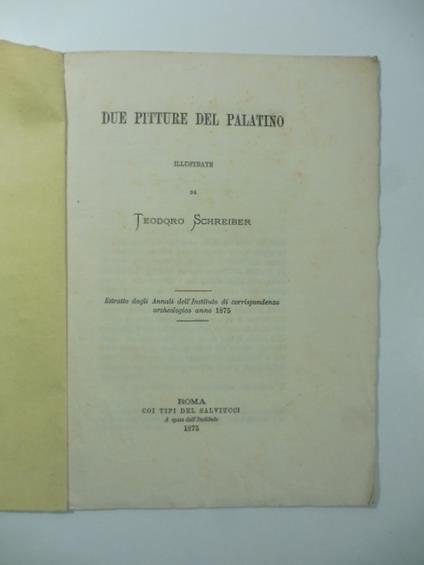 DUE PITTURE DEL PALATINO
ILLUSTRATE
DA
TEODORO SCHREIBER
Estratto dagli Annali dell'Instituto di corrispondenza
archeologica anno 1875
ROMA
COI TIPI DEL SALVIUCCI
A spese dell'Instituto
1875